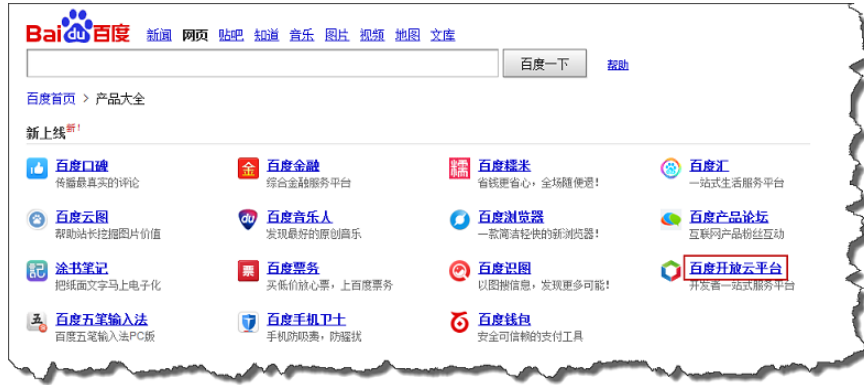 Bai du 百度 新闻 网页 贴吧 知道 音乐 图片 视频 地图 文库
百度一下 帮助
百度首页 > 产品大全
新上线 新!
百度口碑 金 百度金融 糯 百度糯米 百度汇
传播最真实的评论 综合金融服务平台 省钱更省心，全场随便退! 一站式生活服务平台
百度云图 du 百度音乐人 百度浏览器 百度产品论坛
帮助站长挖掘图片价值 发现最好的原创音乐 一款简洁轻快的新浏览器! 互联网产品粉丝互动
記 涂书笔记 票 百度票务 百度识图 百度开放云平台
把纸面文字马上电子化 买低价放心票，上百度票务 以图搜信息，发现更多可能! 开发者一站式服务平台
五 百度五笔输入法 百度手机卫士 百度钱包
百度五笔输入法PC版 手机防吸费，防骚扰 安全可信赖的支付工具